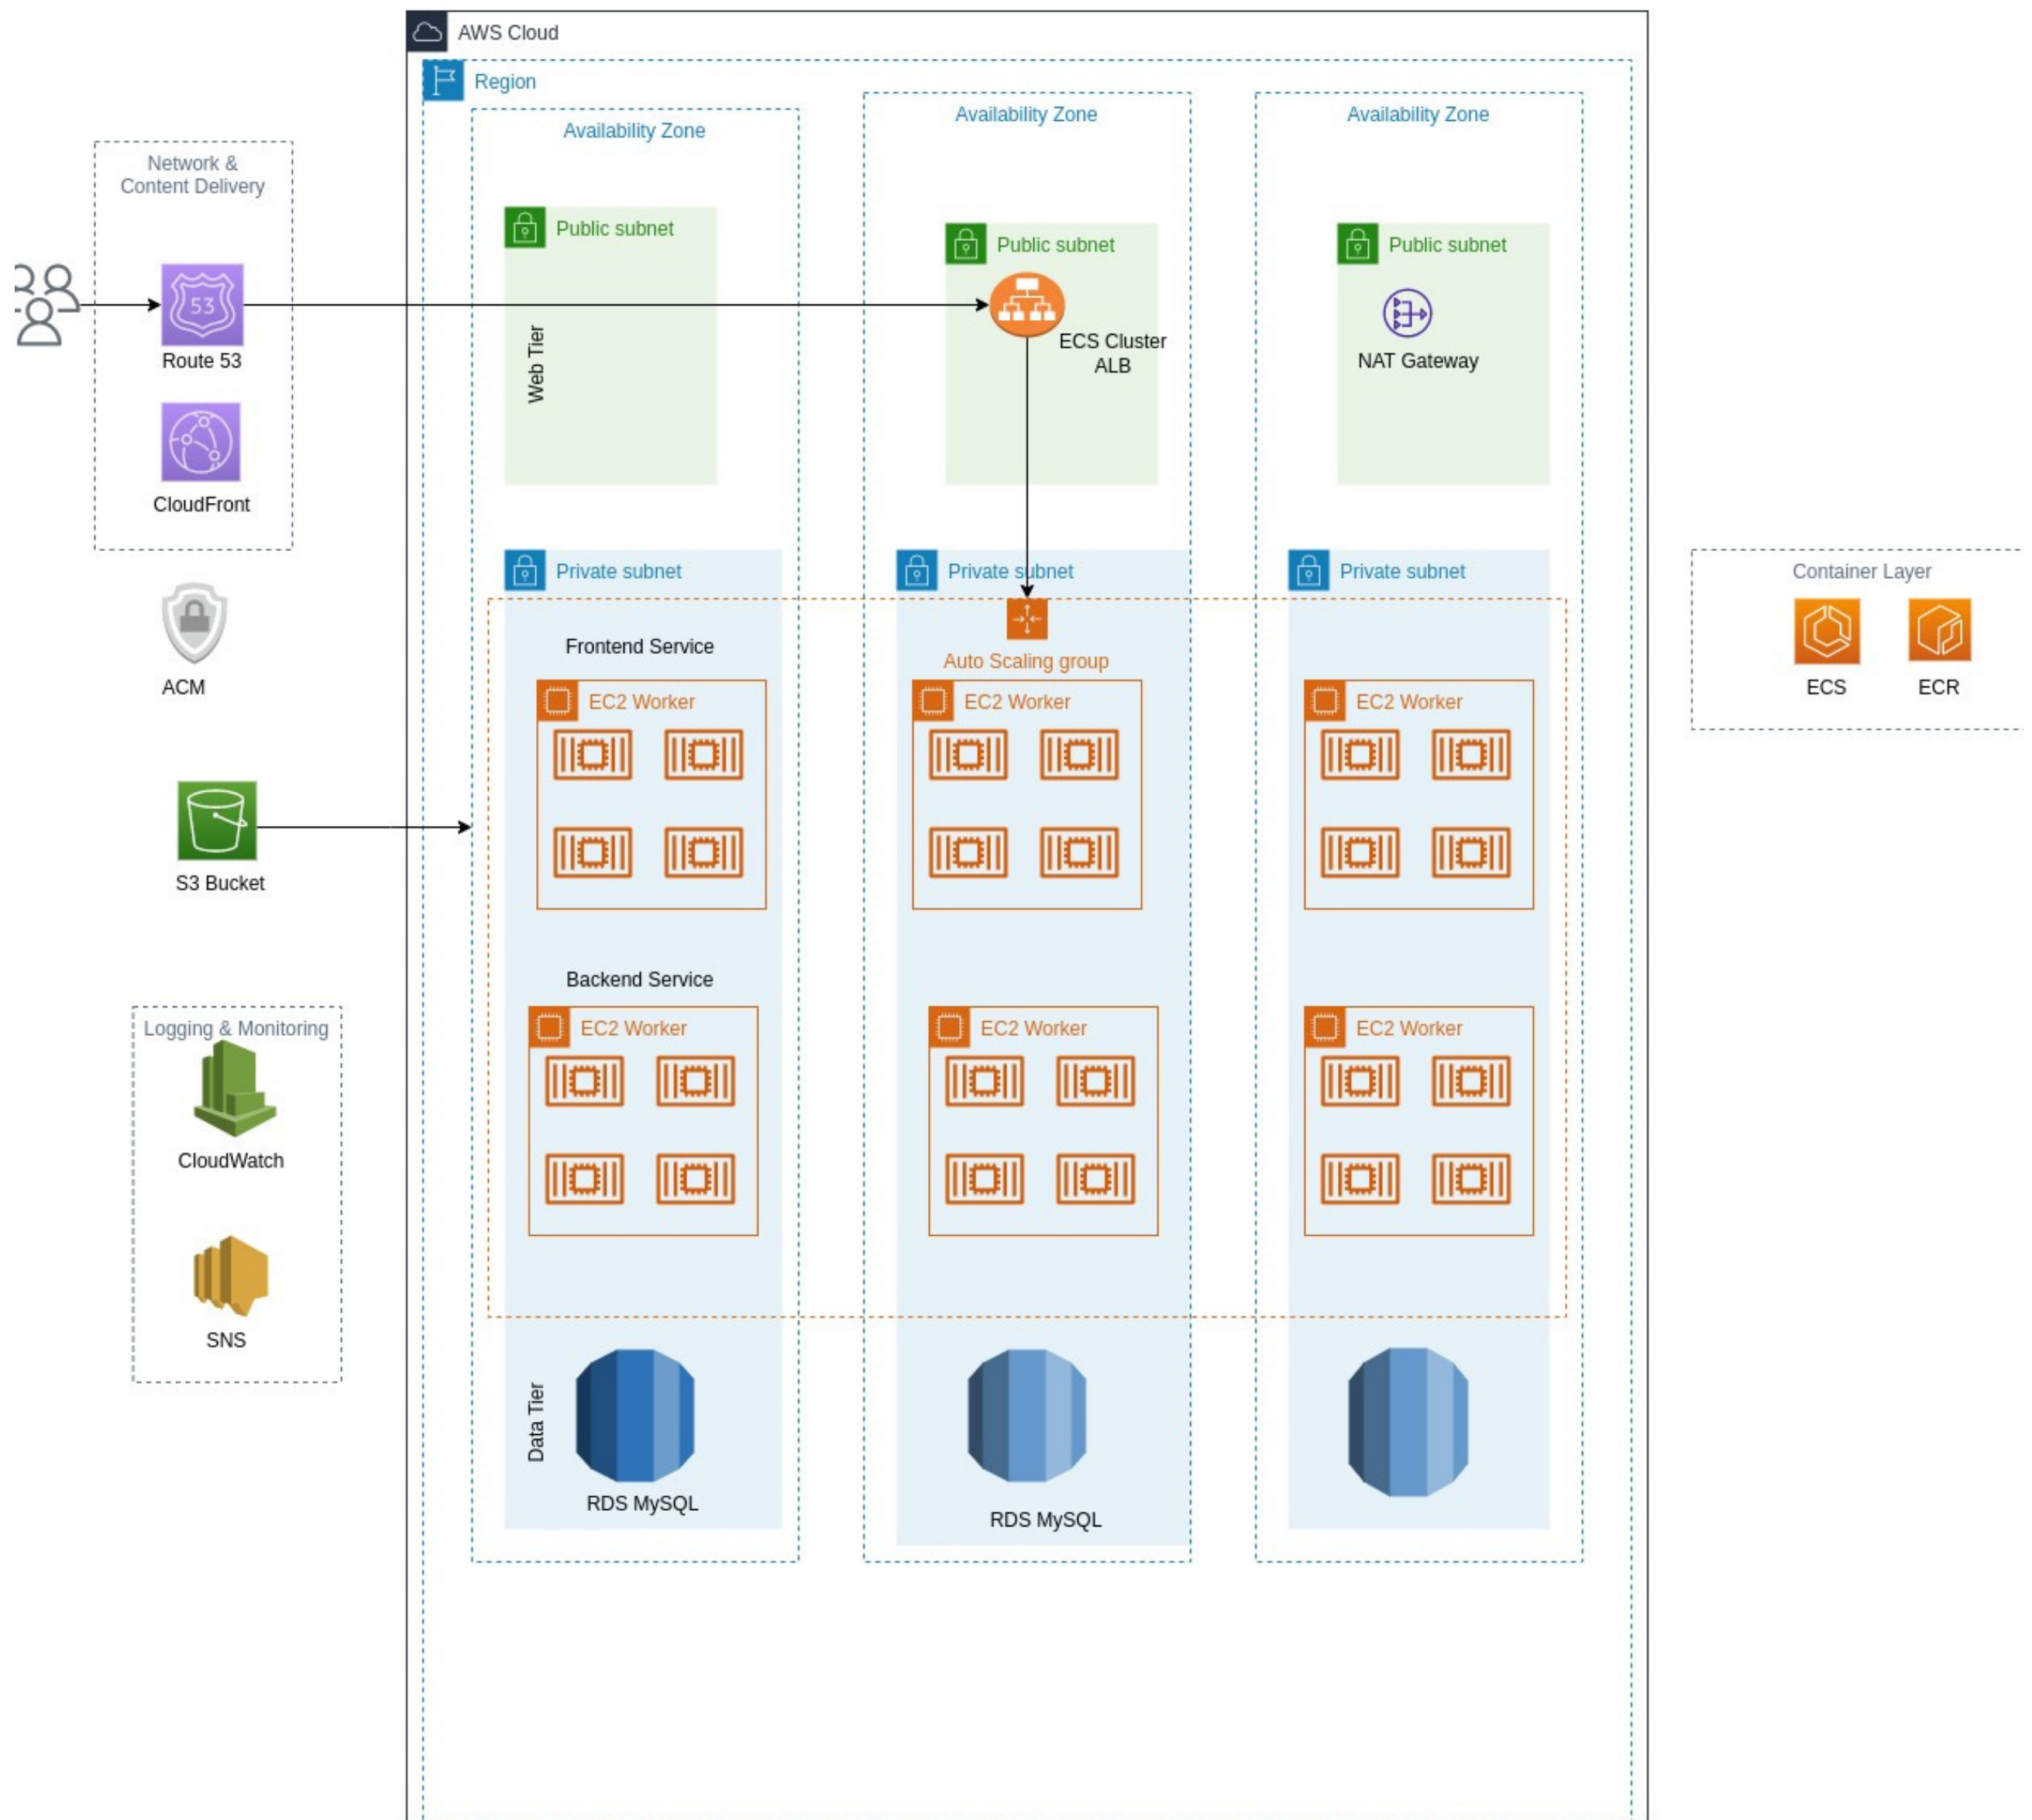 AWS Cloud
Region
Availability Zone
Availability Zone
Availability Zone
Network &
Content Delivery
Public subnet
Public subnet
Public subnet
53
Route 53
Web Tier
ECS Cluster
ALB
NAT Gateway
CloudFront
Private subnet
Private subnet
Private subnet
Container Layer
ECS
ECR
ACM
Frontend Service
Auto Scaling group
EC2 Worker
EC2 Worker
EC2 Worker
S3 Bucket
Backend Service
EC2 Worker
EC2 Worker
EC2 Worker
Logging & Monitoring
CloudWatch
SNS
Data Tier
RDS MySQL
RDS MySQL